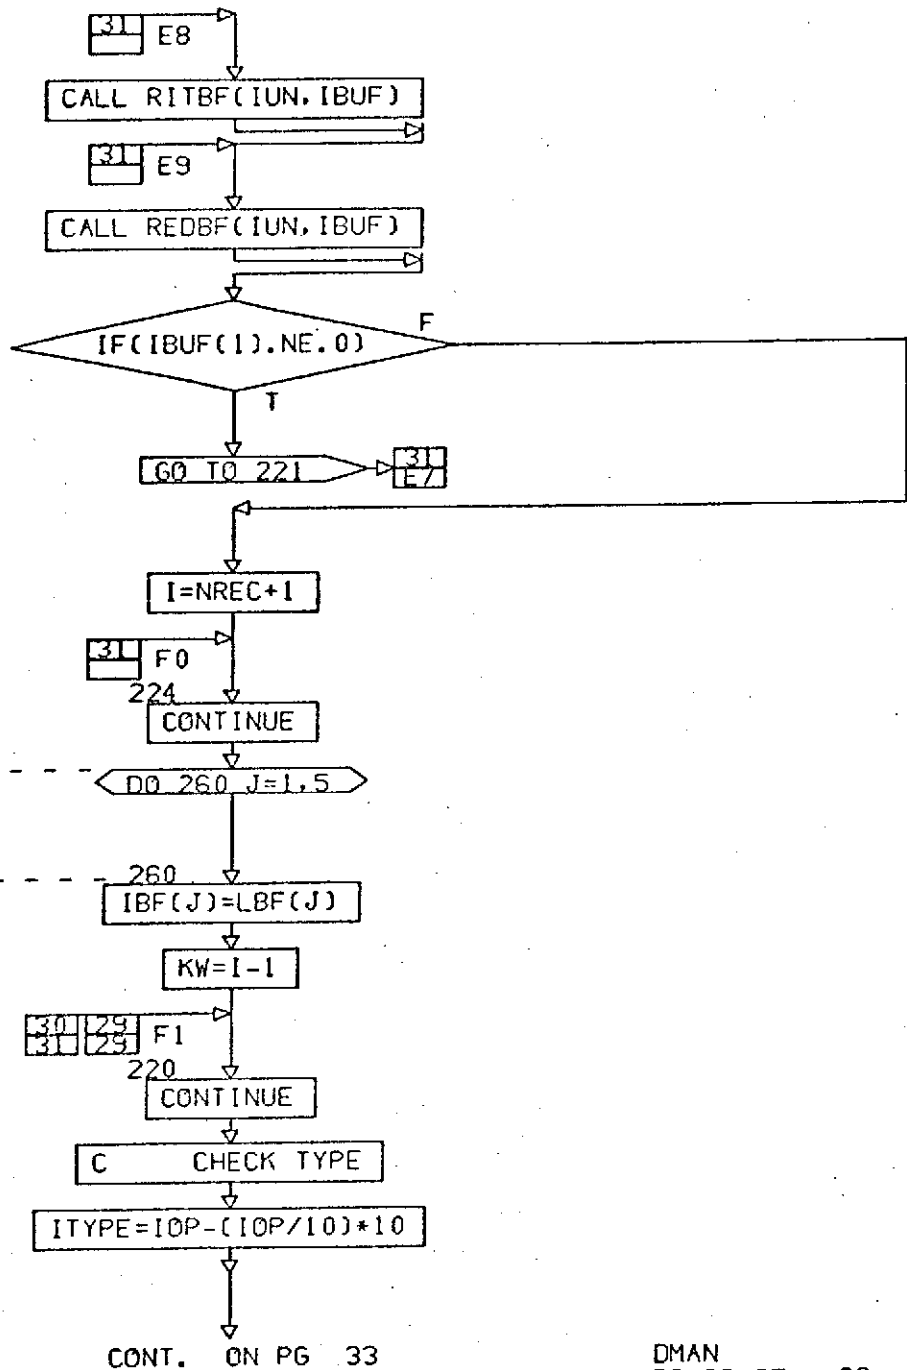 31
E8
CALL RITBF(IUN,IBUF)
31
E9
CALL REDBF(IUN,IBUF)
F
IF(IBUF(1).NE.0)
T
GO TO 221
31
E7
I=NREC+1
31
F0
224
CONTINUE
DO 260 J=1,5
260
IBF(J)=LBF(J)
KW=I-1
30 29
31 29
F1
220
CONTINUE
C CHECK TYPE
ITYPE=IOP-(IOP/10)*10
CONT. ON PG 33
DMAN